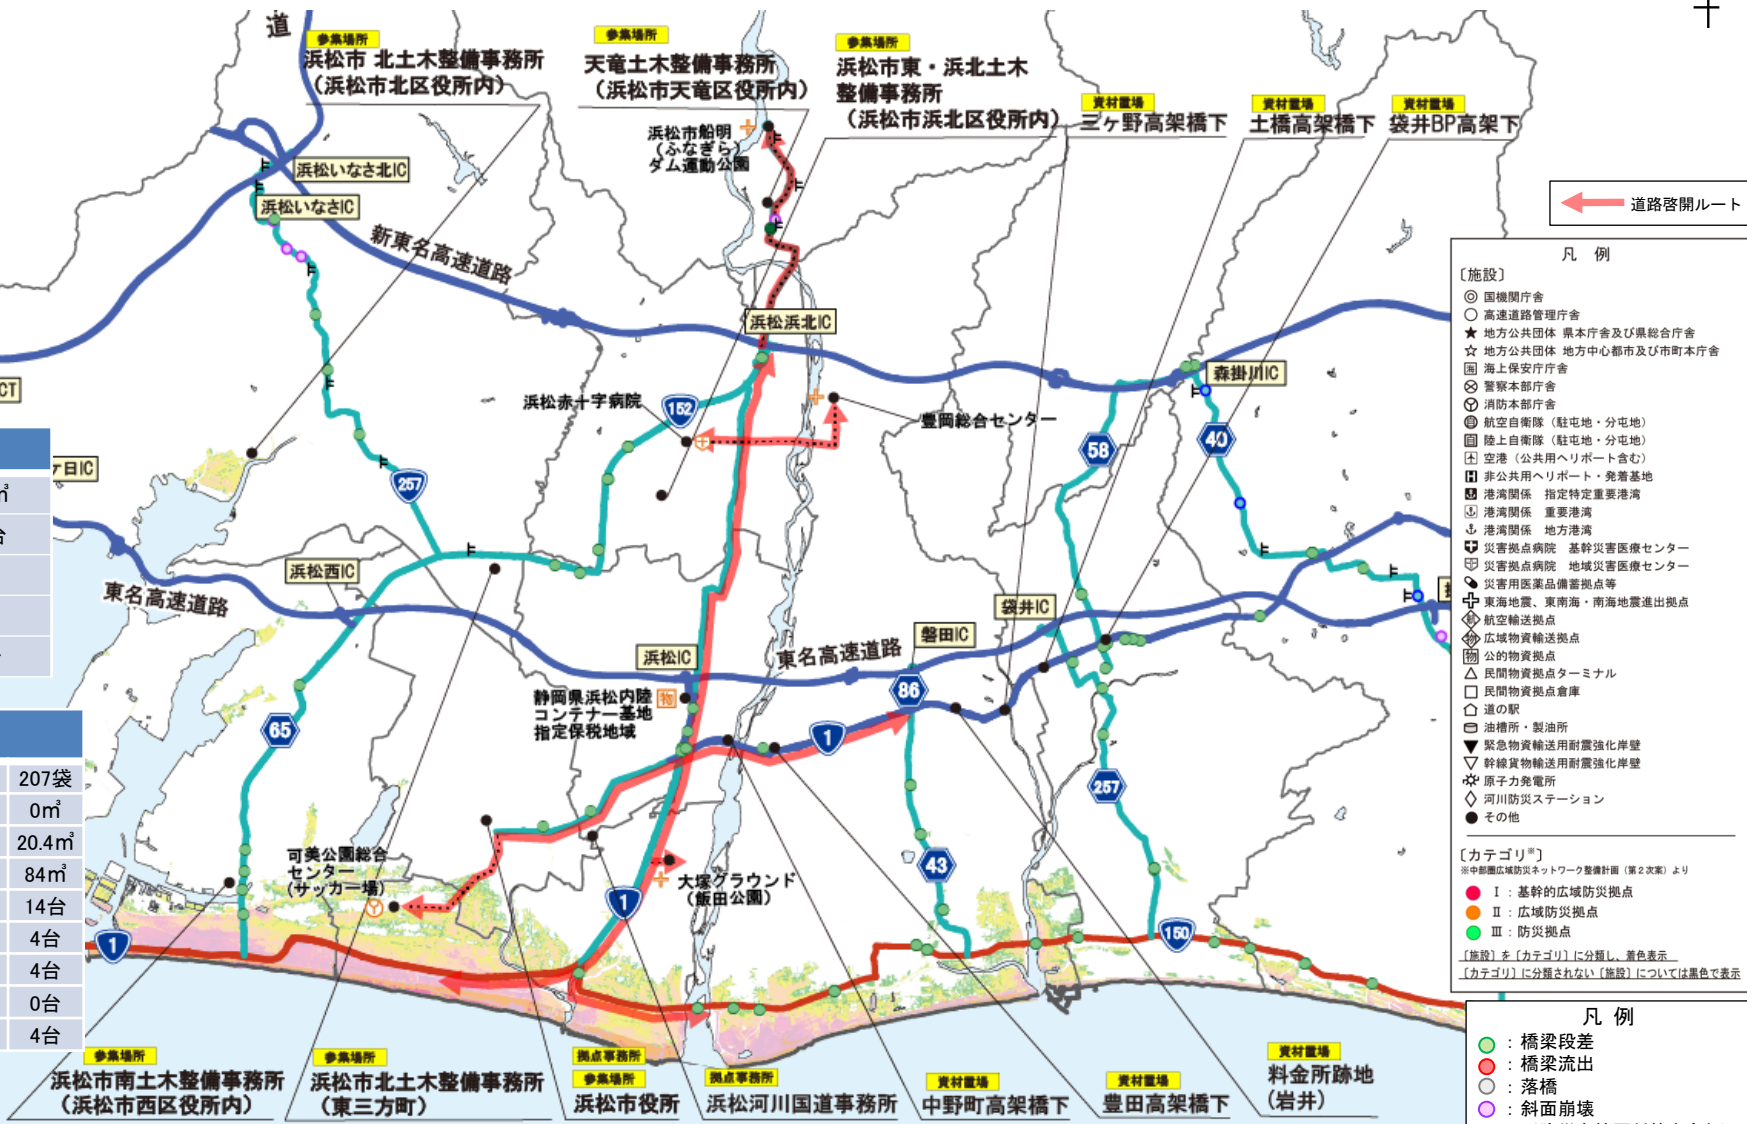 道
参集場所
浜松市 北土木整備事務所
(浜松市北区役所内)
参集場所
天竜土木整備事務所
(浜松市天竜区役所内)
参集場所
浜松市東・浜北土木
整備事務所
(浜松市浜北区役所内)
資材置場
三ヶ野高架橋下
資材置場
土橋高架橋下
資材置場
袋井BP高架下
浜松市船明
(ふなぎら)
ダム運動公園
浜松いなさ北IC
浜松いなさIC
新東名高速道路
浜松浜北IC
森掛川IC
CT
ケ日IC
浜松赤十字病院
152
豊岡総合センター
58
40
257
浜松西IC
東名高速道路
袋井IC
磐田IC
浜松IC
東名高速道路
静岡県浜松内陸
コンテナー基地
指定保税地域
物
86
65
1
257
207袋
0㎥
20.4㎥
84㎥
14台
4台
4台
0台
4台
可美公園総合
センター
(サッカー場)
大塚グラウンド
(飯田公園)
43
1
1
150
参集場所
浜松市南土木整備事務所
(浜松市西区役所内)
参集場所
浜松市北土木整備事務所
(東三方町)
拠点事務所
参集場所
浜松市役所
拠点事務所
浜松河川国道事務所
資材置場
中野町高架橋下
資材置場
豊田高架橋下
資材置場
料金所跡地
(岩井)
道路啓開ルート
凡 例
〔施設〕
国機関庁舎
高速道路管理庁舎
地方公共団体 県本庁舎及び県総合庁舎
地方公共団体 地方中心都市及び市町本庁舎
海 海上保安庁庁舎
警察本部庁舎
消防本部庁舎
航空自衛隊(駐屯地・分屯地)
陸上自衛隊(駐屯地・分屯地)
空港(公共用ヘリポート含む)
H 非公共用ヘリポート・発着基地
港湾関係 指定特定重要港湾
港湾関係 重要港湾
港湾関係 地方港湾
災害拠点病院 基幹災害医療センター
災害拠点病院 地域災害医療センター
災害用医薬品備蓄拠点等
東海地震、東南海・南海地震進出拠点
航 航空輸送拠点
物 広域物資輸送拠点
物 公的物資拠点
民間物資拠点ターミナル
民間物資拠点倉庫
道の駅
油槽所・製油所
緊急物資輸送用耐震強化岸壁
幹線貨物輸送用耐震強化岸壁
原子力発電所
河川防災ステーション
その他
〔カテゴリ※〕
※中部圏広域防災ネットワーク整備計画(第2次案)より
Ⅰ:基幹的広域防災拠点
Ⅱ:広域防災拠点
Ⅲ:防災拠点
〔施設〕を〔カテゴリ〕に分類し、着色表示
〔カテゴリ〕に分類されない〔施設〕については黒色で表示
凡 例
:橋梁段差
:橋梁流出
:落橋
:斜面崩壊